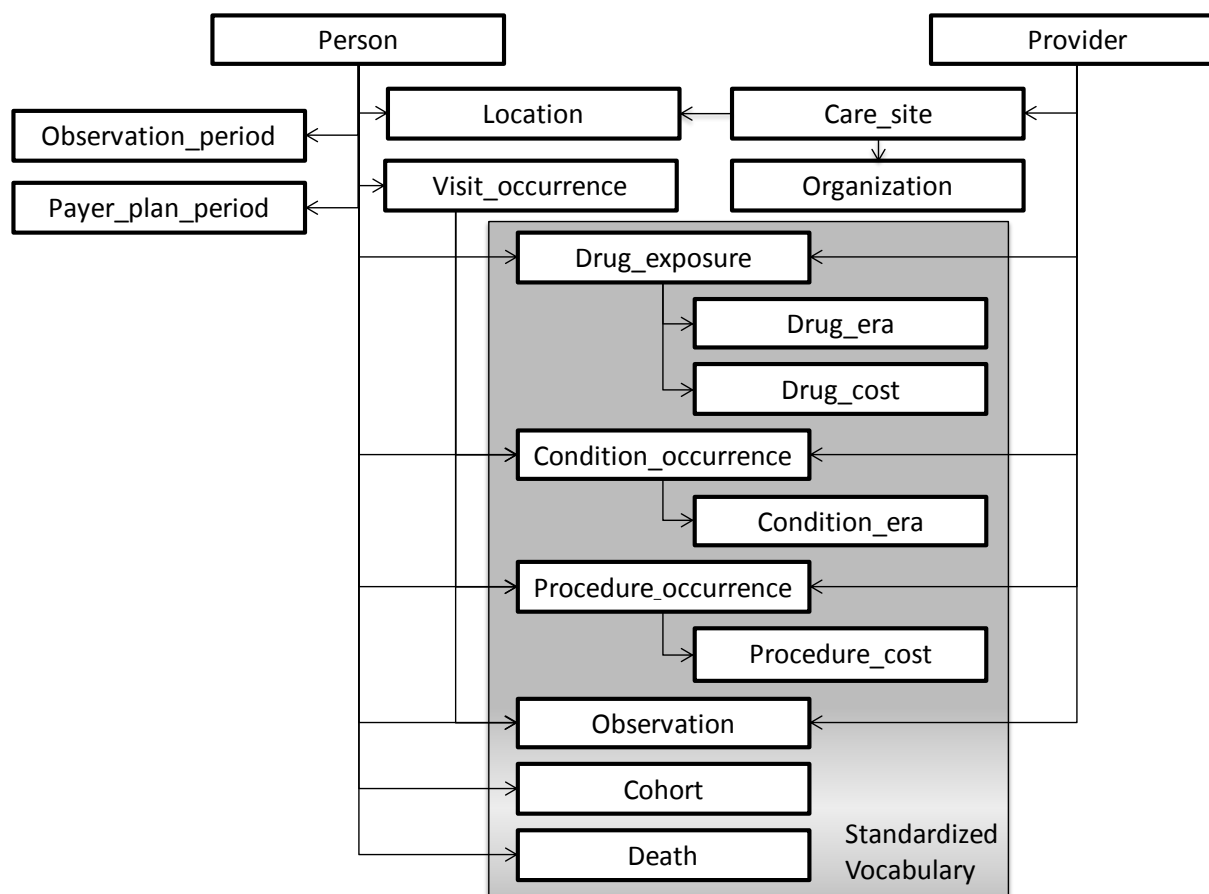 Person
Provider
Location
Care_site
Observation_period
Visit_occurrence
Organization
Payer_plan_period
Drug_exposure
Drug_era
Drug_cost
Condition_occurrence
Condition_era
Procedure_occurrence
Procedure_cost
Observation
Cohort
Death
Standardized
Vocabulary